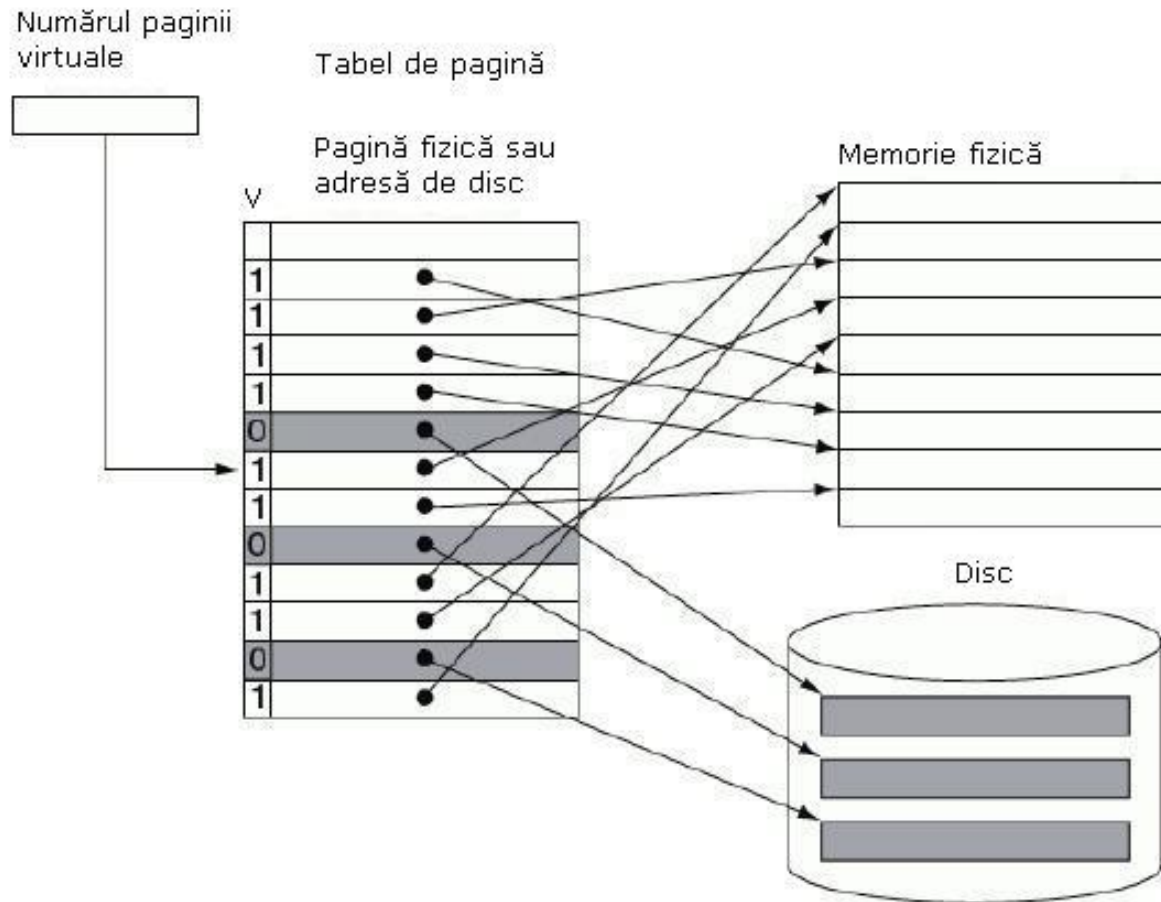 Numărul paginii
virtuale
Tabel de pagină
Pagină fizică sau
adresă de disc
V
Memorie fizică
1
1
1
1
0
1
1
0
1
1
0
1
Disc